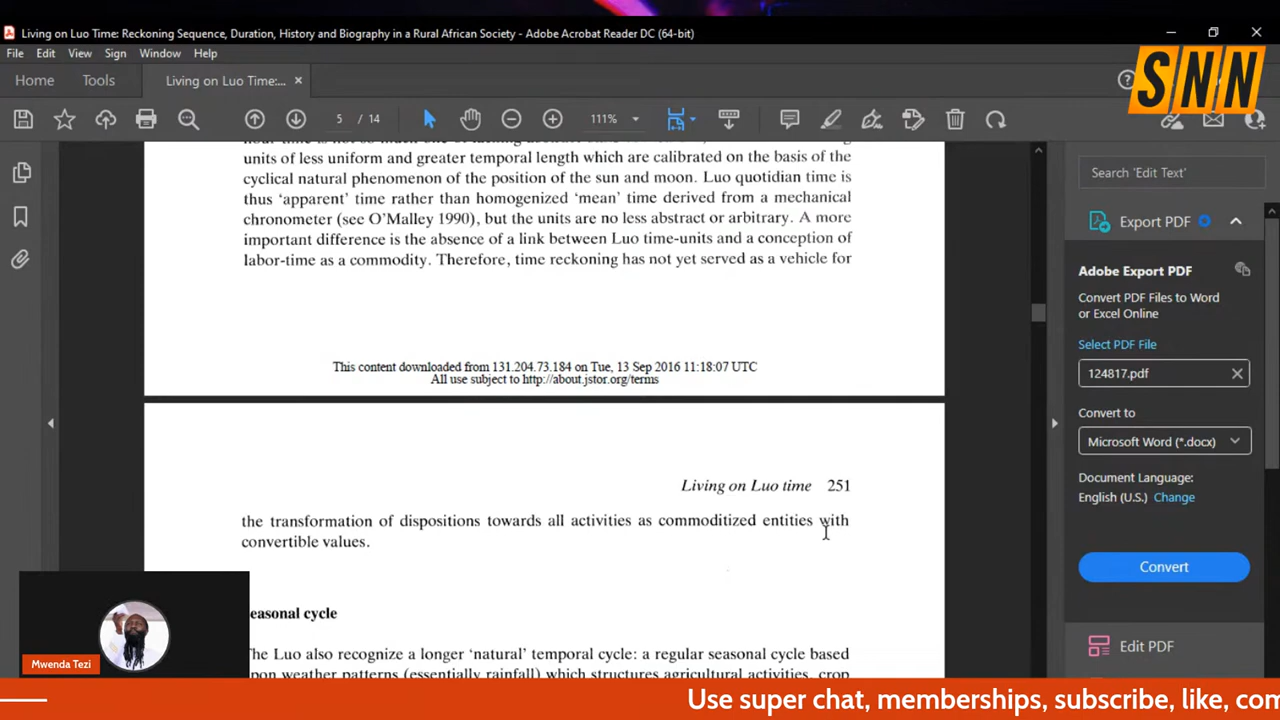 Living on Luo Time: Reckoning Sequence, Duration, History and Biography in a Rural African Society - Adobe Acrobat Reader DC (64-bit)
File Edit View Sign Window Help
Home Tools Living on Luo Time:... ×
SNN
5 / 14 111%
units of less uniform and greater temporal length which are calibrated on the basis of the
cyclical natural phenomenon of the position of the sun and moon. Luo quotidian time is
thus ‘apparent’ time rather than homogenized ‘mean’ time derived from a mechanical
chronometer (see O’Malley 1990), but the units are no less abstract or arbitrary. A more
important difference is the absence of a link between Luo time-units and a conception of
labor-time as a commodity. Therefore, time reckoning has not yet served as a vehicle for
This content downloaded from 131.204.73.184 on Tue, 13 Sep 2016 11:18:07 UTC
All use subject to http://about.jstor.org/terms
Living on Luo time 251
the transformation of dispositions towards all activities as commoditized entities with
convertible values.
easonal cycle
he Luo also recognize a longer ‘natural’ temporal cycle: a regular seasonal cycle based
pon weather patterns (essentially rainfall) which structures agricultural activities, crop
Search 'Edit Text'
Export PDF
Adobe Export PDF
Convert PDF Files to Word
or Excel Online
Select PDF File
124817.pdf
Convert to
Microsoft Word (*.docx)
Document Language:
English (U.S.) Change
Convert
Edit PDF
Mwenda Tezi
Use super chat, memberships, subscribe, like, com